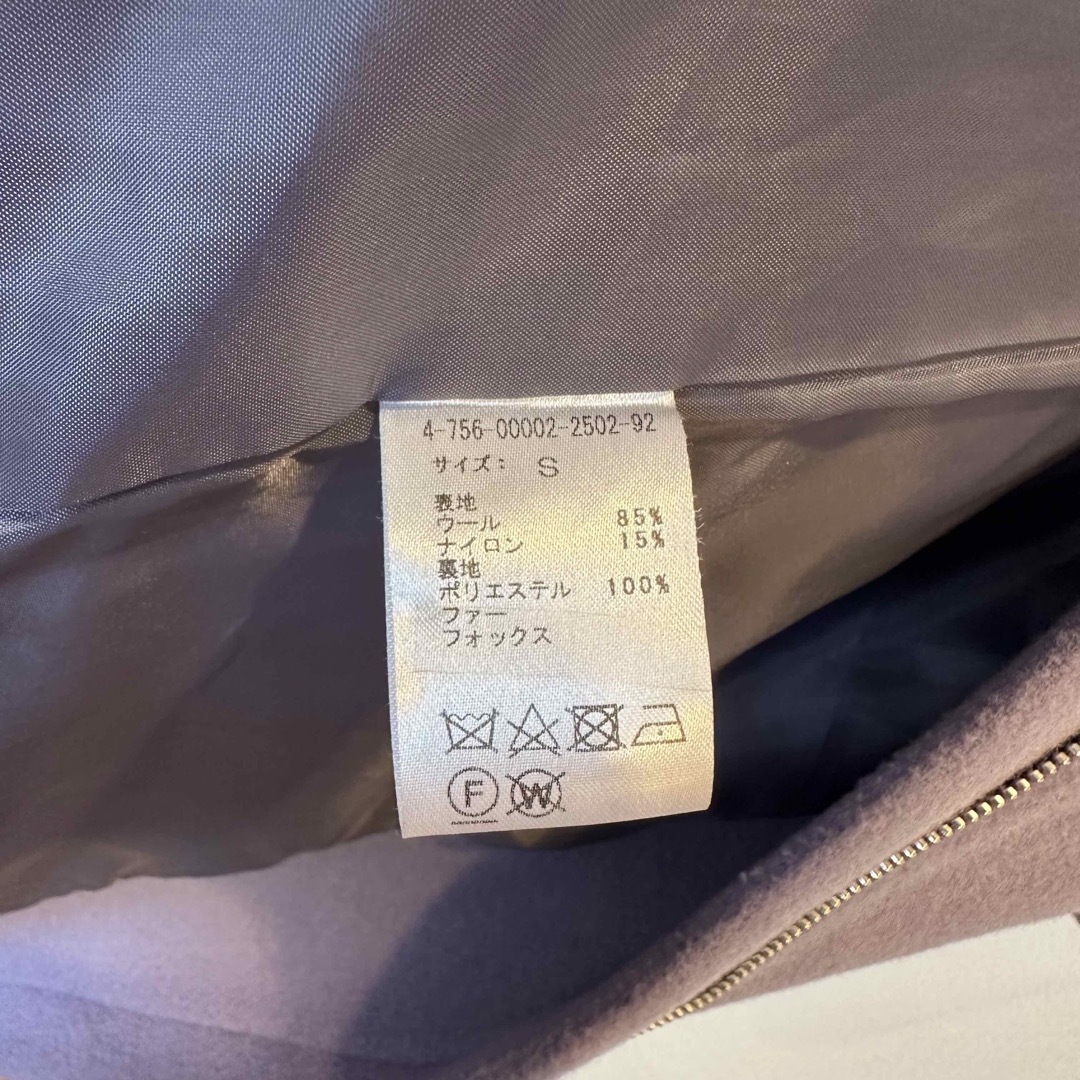 4-756-00002-2502-92
サイズ: S
表地
ウール 85%
ナイロン 15%
裏地
ポリエステル 100%
ファー
フォックス
F W